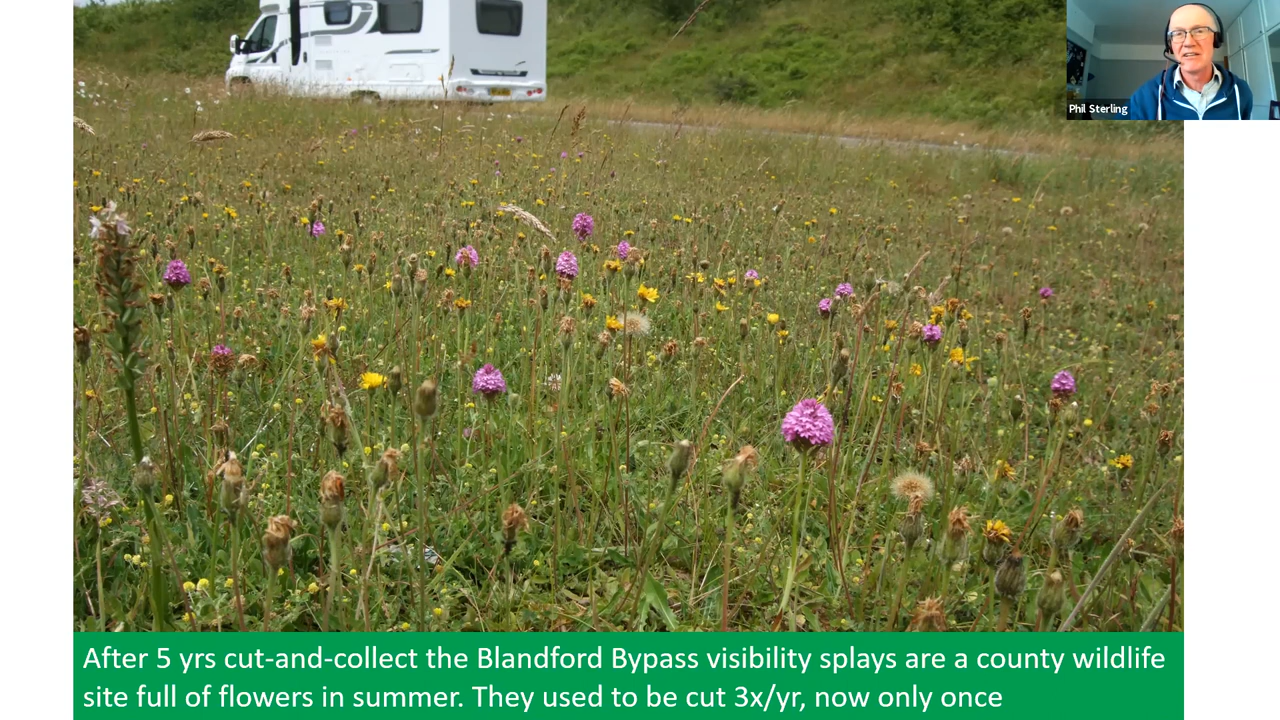 Phil Sterling
After 5 yrs cut-and-collect the Blandford Bypass visibility splays are a county wildlife
site full of flowers in summer. They used to be cut 3x/yr, now only once